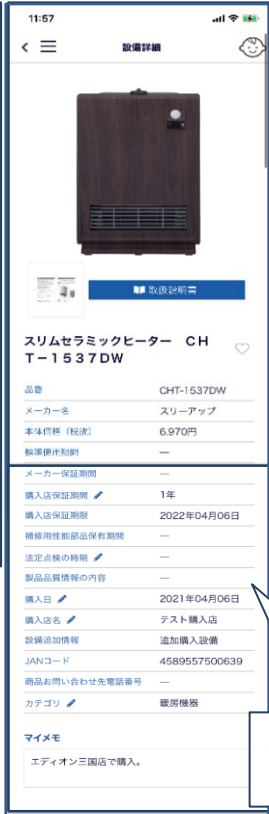 11:57
設備詳細
取扱説明書
スリムセラミックヒーター CH
T-1537DW
品番 CHT-1537DW
メーカー名 スリーアップ
本体価格（税抜） 6,970円
標準使用期間 —
メーカー保証期間 —
購入店保証期間 1年
購入店保証期限 2022年04月06日
補修用性能部品保有期間 —
法定点検の時期 —
製品品質情報の内容 —
購入日 2021年04月06日
購入店名 テスト購入店
設備追加情報 追加購入設備
JANコード 4589557500639
商品お問い合わせ先電話番号 —
カテゴリ 暖房機器
マイメモ
エディオン三国店で購入。